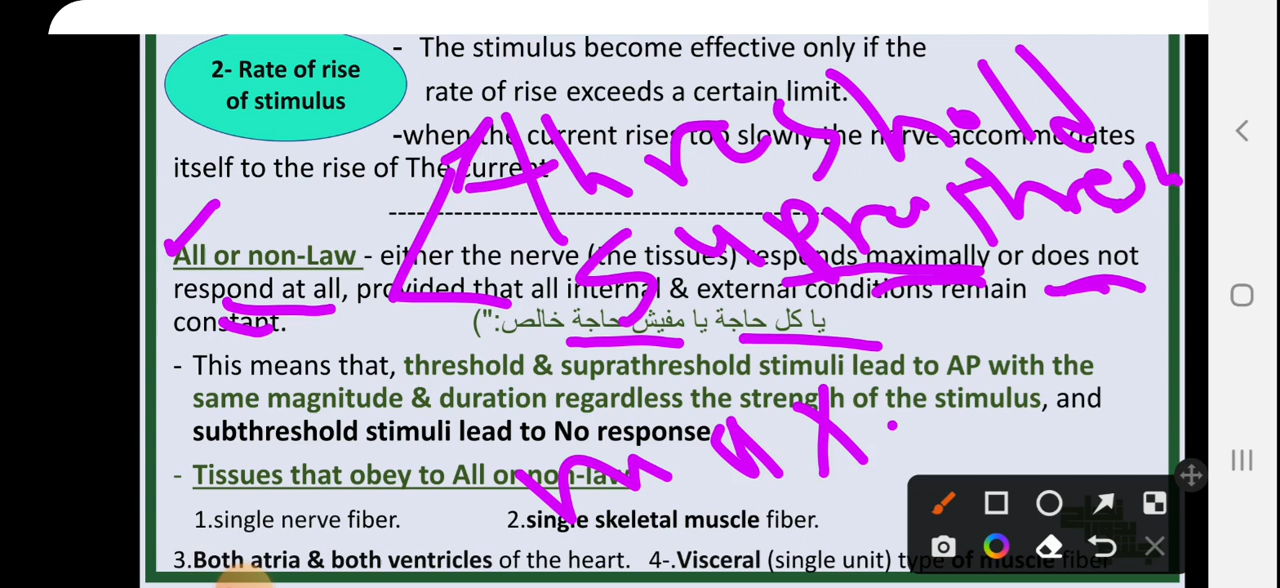 2- Rate of rise
of stimulus
- The stimulus become effective only if the
rate of rise exceeds a certain limit.
-when the current rises too slowly the nerve accommodates
itself to the rise of The current
threshold
suprathresh
All or non-Law - either the nerve (the tissues) responds maximally or does not
respond at all, provided that all internal & external conditions remain
constant.
يا كل حاجة يا مفيش حاجة خالص:")
- This means that, threshold & suprathreshold stimuli lead to AP with the
same magnitude & duration regardless the strength of the stimulus, and
subthreshold stimuli lead to No response
max.
- Tissues that obey to All or non-law
1.single nerve fiber. 2.single skeletal muscle fiber.
3.Both atria & both ventricles of the heart. 4-.Visceral (single unit) type of muscle fiber